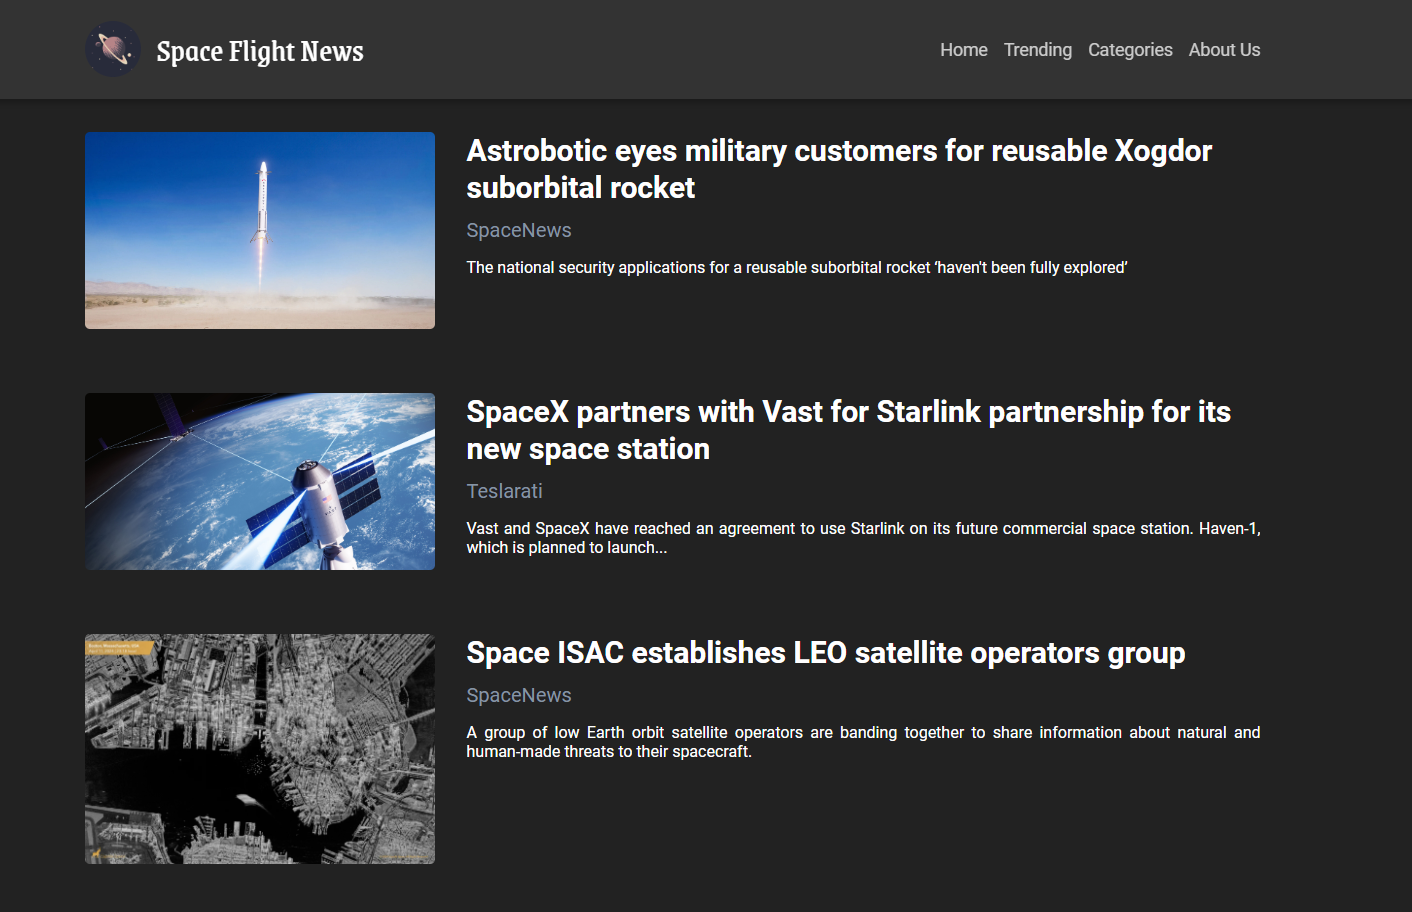 Space Flight News
Home Trending Categories About Us
Astrobotic eyes military customers for reusable Xogdor
suborbital rocket
SpaceNews
The national security applications for a reusable suborbital rocket ‘haven't been fully explored’
SpaceX partners with Vast for Starlink partnership for its
new space station
Teslarati
Vast and SpaceX have reached an agreement to use Starlink on its future commercial space station. Haven-1,
which is planned to launch...
VAST
Space ISAC establishes LEO satellite operators group
SpaceNews
A group of low Earth orbit satellite operators are banding together to share information about natural and
human-made threats to their spacecraft.